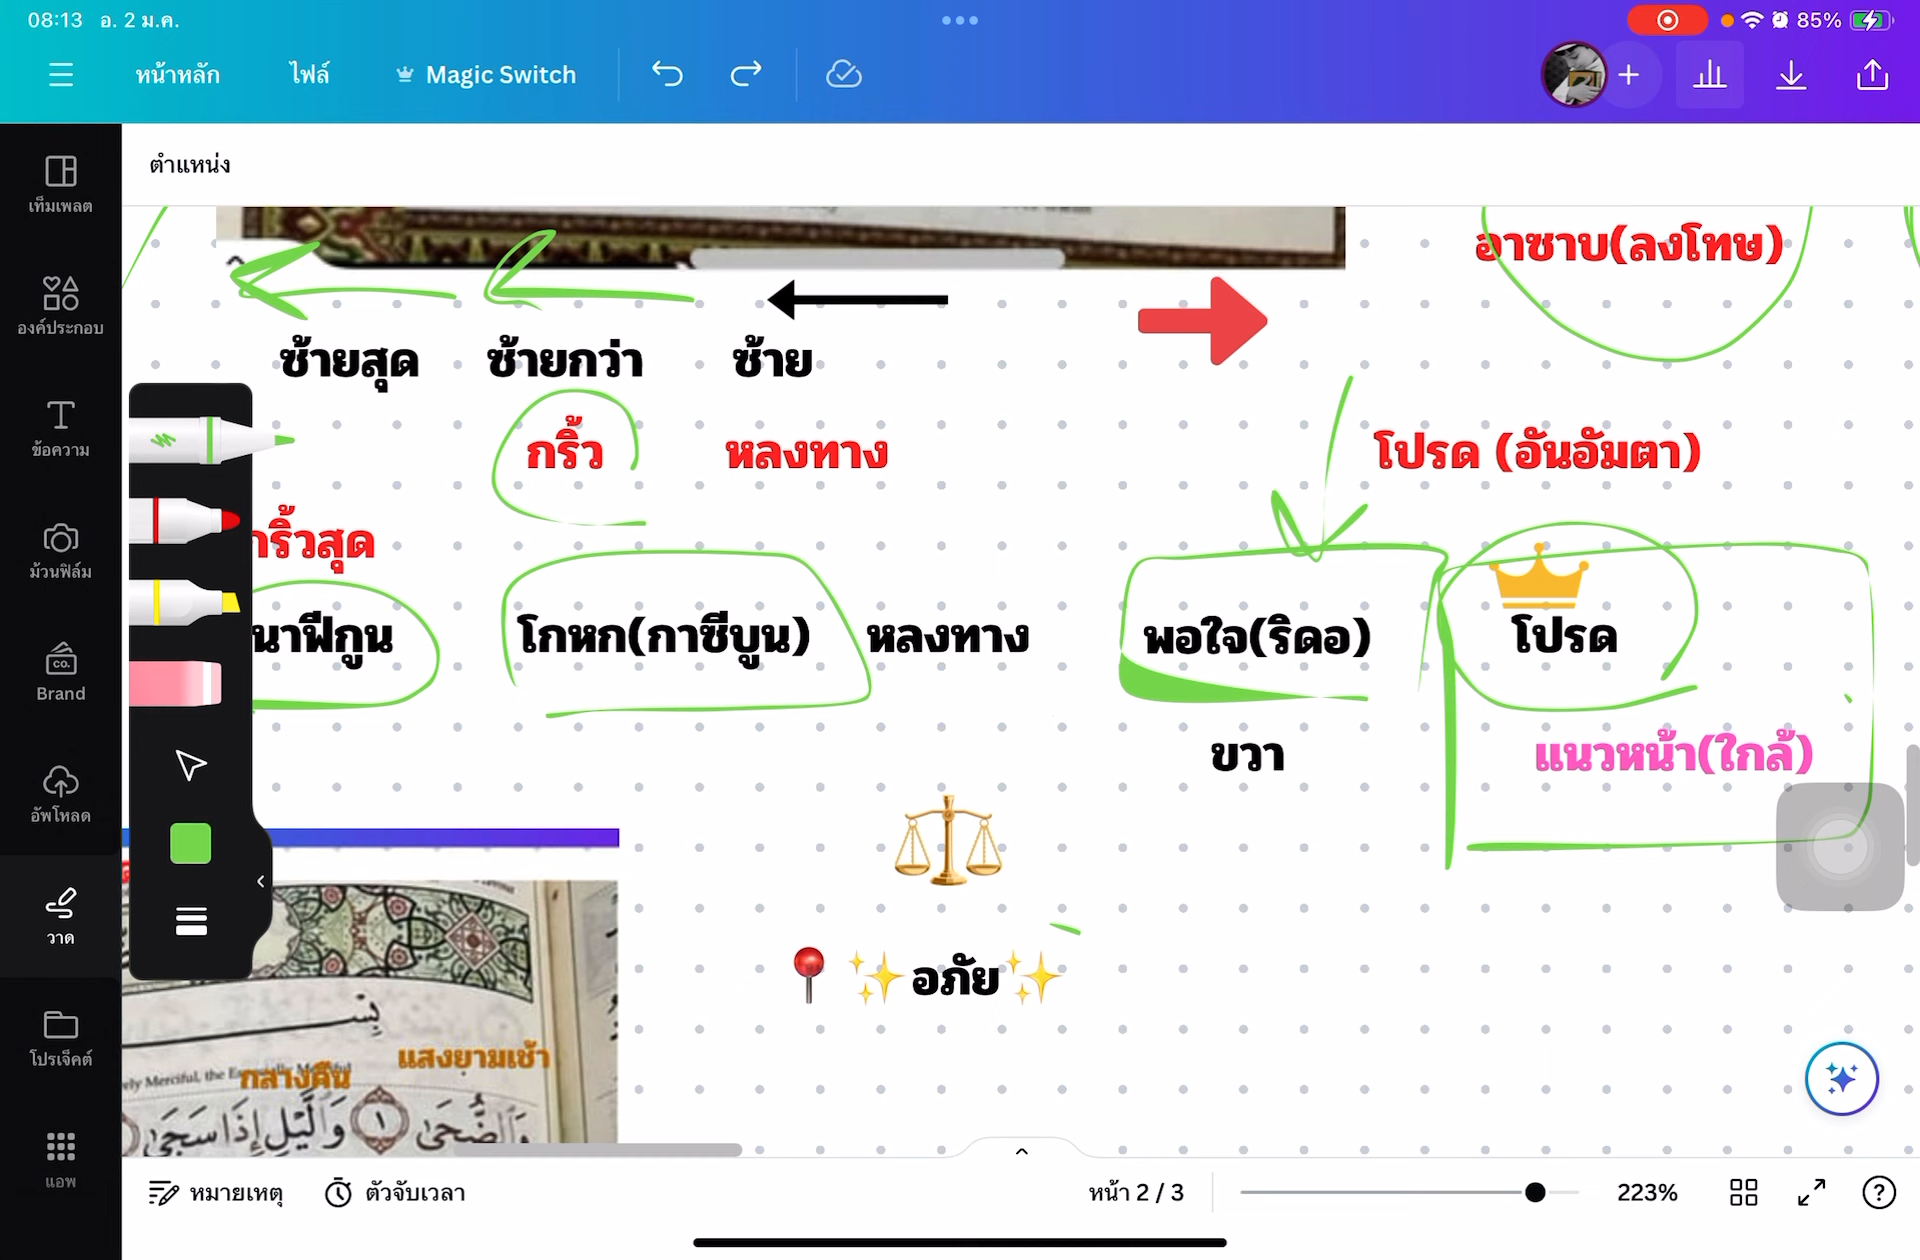 08:13 อ. 2 ม.ค.
85%
หน้าหลัก ไฟล์ Magic Switch
ตำแหน่ง
เท็มเพลต
องค์ประกอบ
ข้อความ
ม้วนฟิล์ม
CO.
Brand
อัพโหลด
วาด
โปรเจ็คต์
แอพ
อาซาบ(ลงโทษ)
ซ้ายสุด ซ้ายกว่า ซ้าย
กริ้ว หลงทาง โปรด (อันอัมตา)
กริ้วสุด
นาฟีกูน โกหก(กาซีบูน) หลงทาง พอใจ(ริดอ) โปรด
ขวา แนวหน้า(ใกล้)
อภัย
แสงยามเช้า
กลางคืน
ely Merciful, the
وَٱلضُّحَىٰ ١ وَٱلَّيْلِ إِذَا سَجَىٰ
หมายเหตุ ตัวจับเวลา หน้า 2 / 3 223%